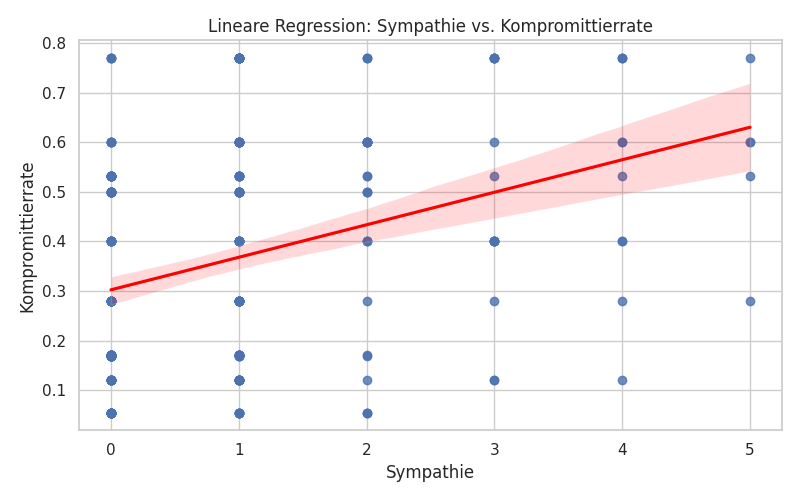 Lineare Regression: Sympathie vs. Kompromittierrate
0.8
0.7
0.6
0.5
0.4
0.3
0.2
0.1
Kompromittierrate
0 1 2 3 4 5
Sympathie